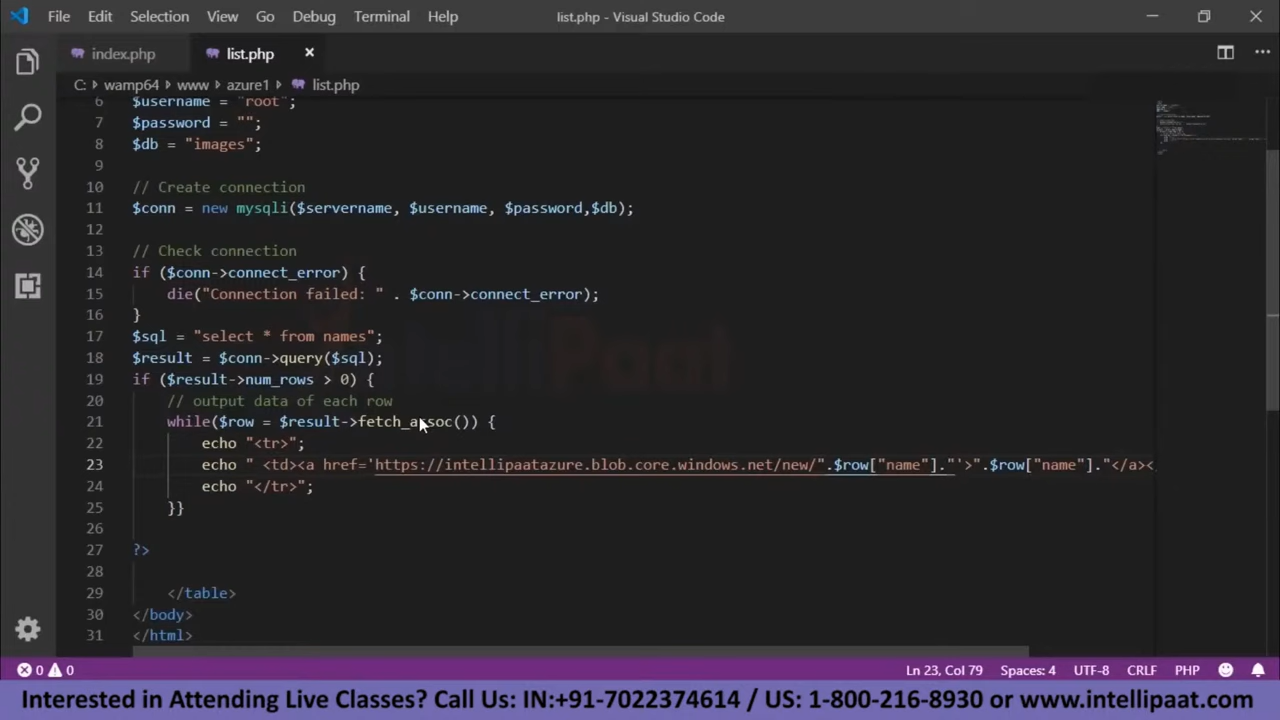 File Edit Selection View Go Debug Terminal Help list.php - Visual Studio Code
index.php list.php
C: wamp64 www azure1 list.php
6 $username = "root";
7 $password = "";
8 $db = "images";
9
10 // Create connection
11 $conn = new mysqli($servername, $username, $password,$db);
12
13 // Check connection
14 if ($conn->connect_error) {
15 die("Connection failed: " . $conn->connect_error);
16 }
17 $sql = "select * from names";
18 $result = $conn->query($sql);
19 if ($result->num_rows > 0) {
20 // output data of each row
21 while($row = $result->fetch_assoc()) {
22 echo "<tr>";
23 echo " <td><a href='https://intellipaatazure.blob.core.windows.net/new/".$row["name"]."'>".$row["name"]."</a><
24 echo "</tr>";
25 }}
26
27 ?>
28
29 </table>
30 </body>
31 </html>
IntelliPaat
0 0 Ln 23, Col 79 Spaces: 4 UTF-8 CRLF PHP
Interested in Attending Live Classes? Call Us: IN:+91-7022374614 / US: 1-800-216-8930 or www.intellipaat.com